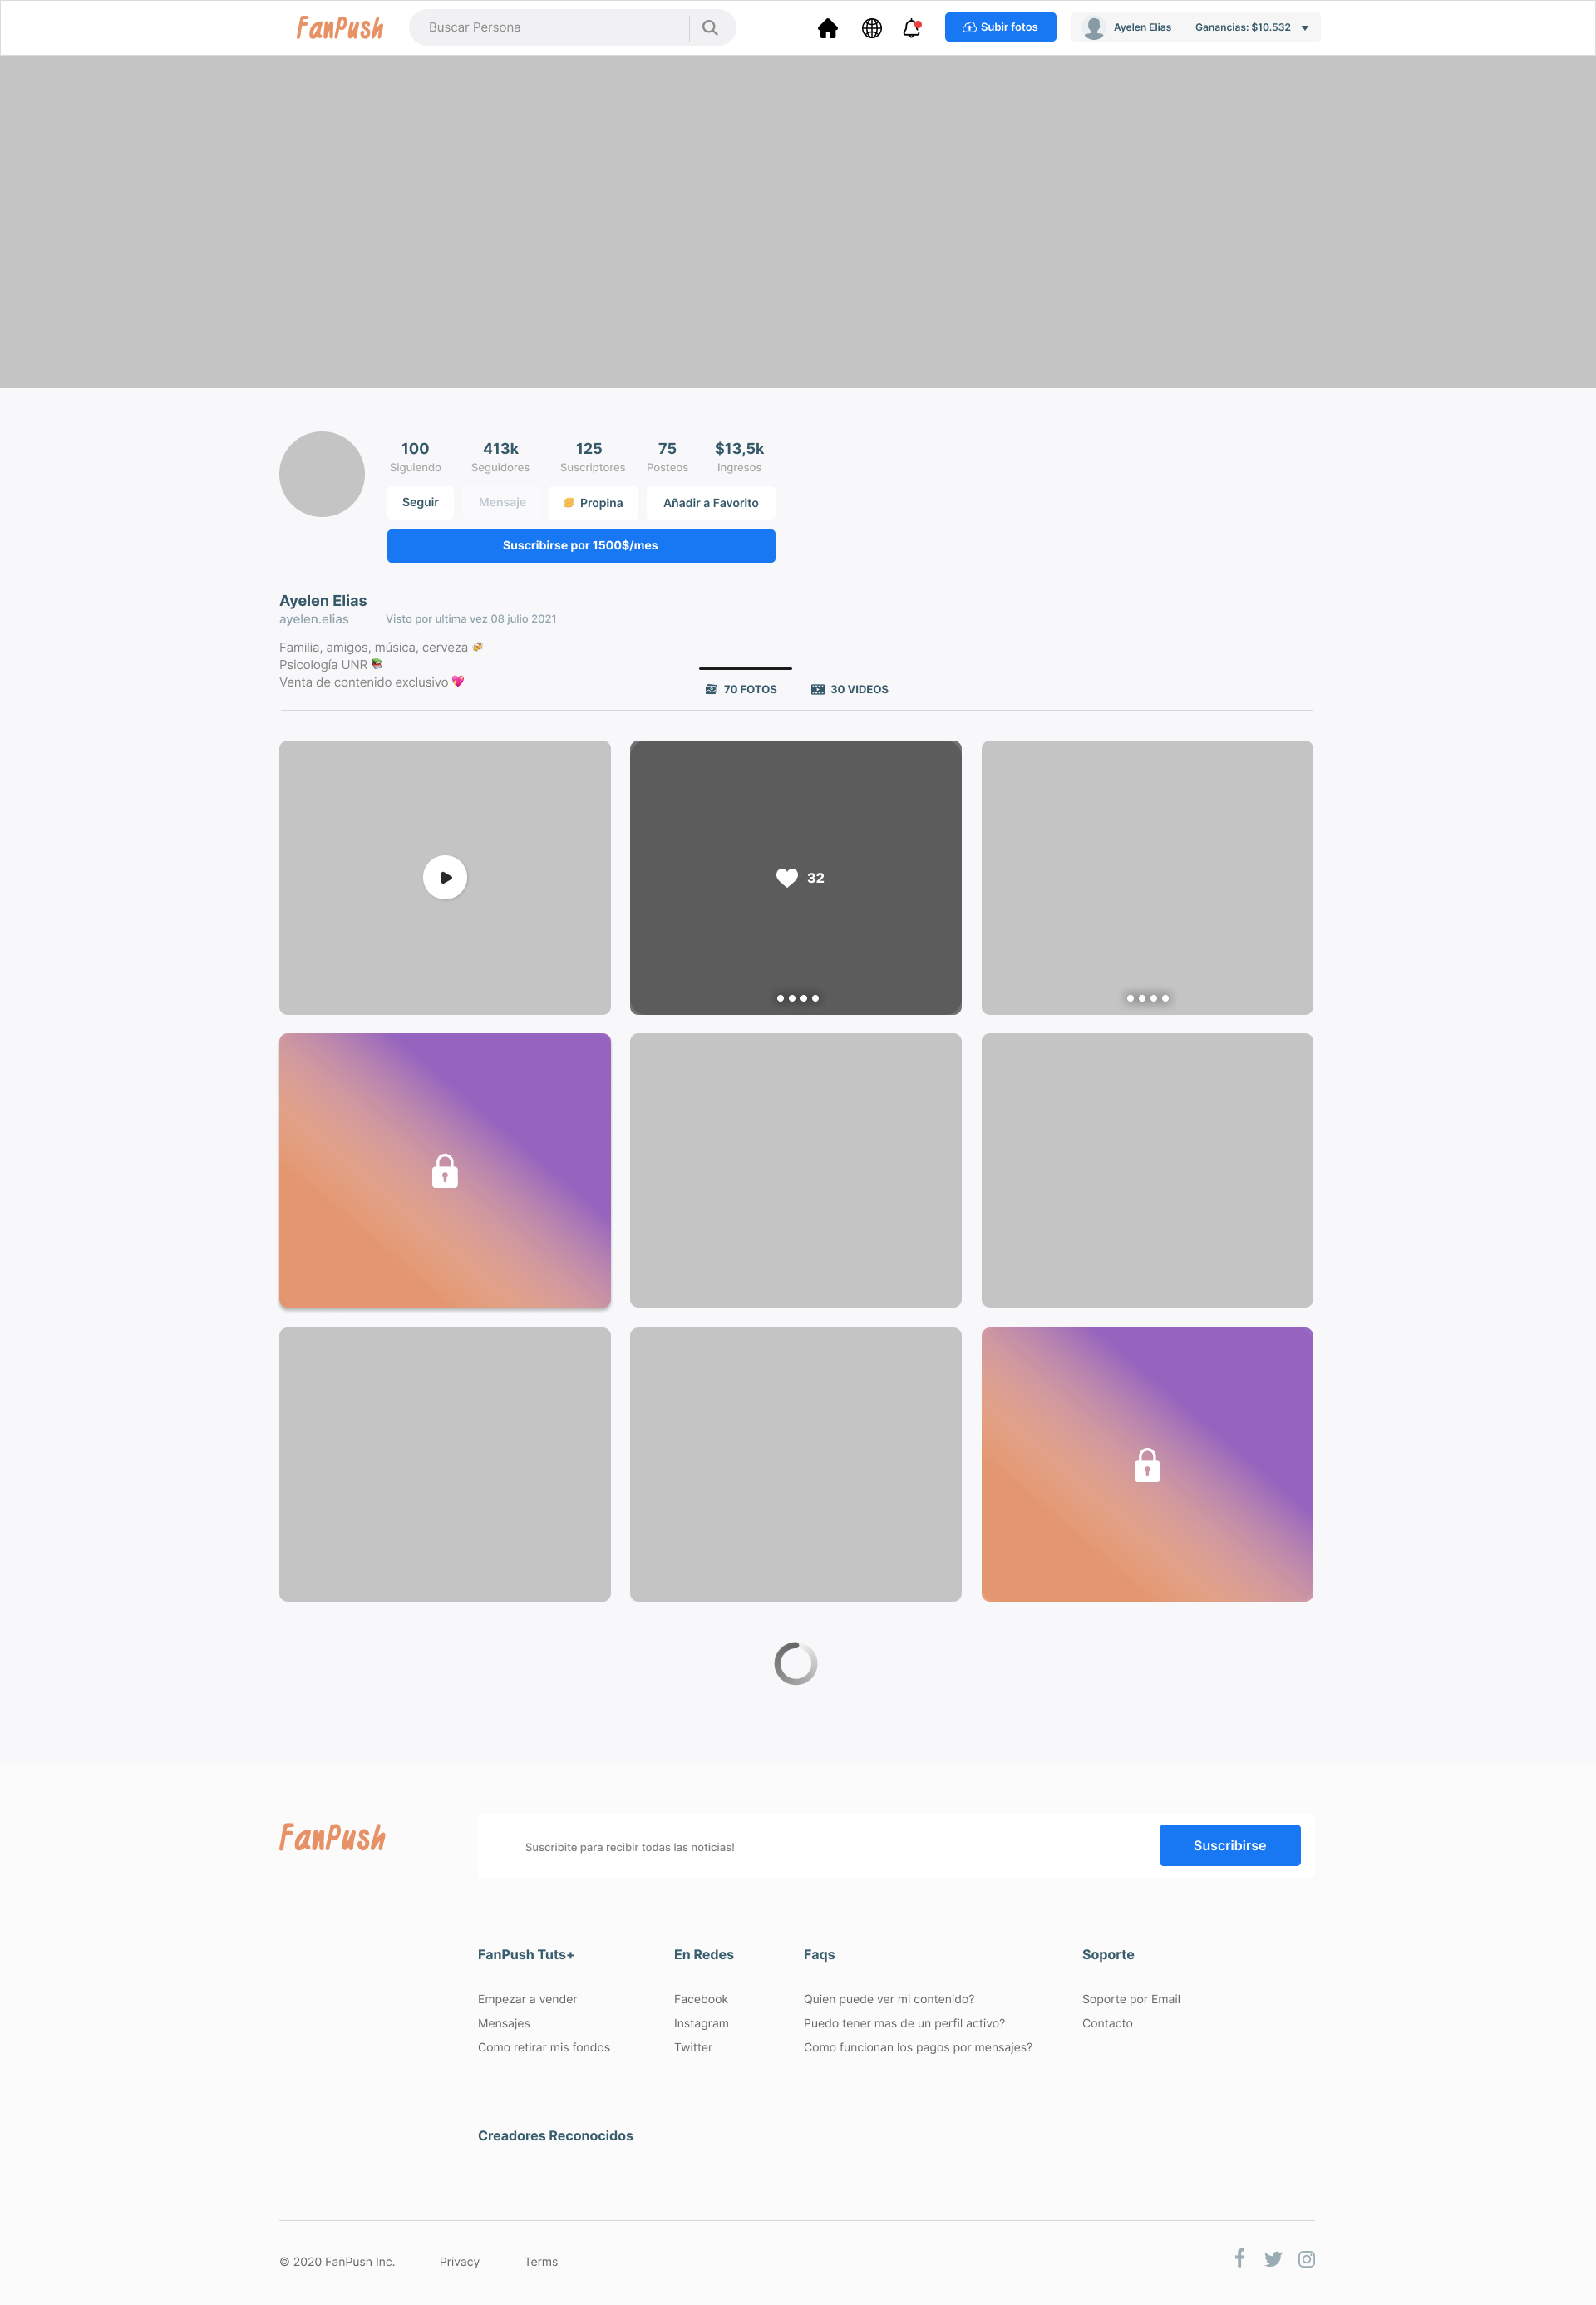 FanPush
Buscar Persona
Subir fotos
Ayelen Elias
Ganancias: $10.532
100
413k
125
75
$13,5k
Siguiendo
Seguidores
Suscriptores
Posteos
Ingresos
Seguir
Mensaje
Propina
Añadir a Favorito
Suscribirse por 1500$/mes
Ayelen Elias
ayelen.elias
Visto por ultima vez 08 julio 2021
Familia, amigos, música, cerveza 🍻
Psicología UNR 📚
Venta de contenido exclusivo 💖
70 FOTOS
30 VIDEOS
32
FanPush
Suscribite para recibir todas las noticias!
Suscribirse
FanPush Tuts+
Empezar a vender
Mensajes
Como retirar mis fondos
En Redes
Facebook
Instagram
Twitter
Faqs
Quien puede ver mi contenido?
Puedo tener mas de un perfil activo?
Como funcionan los pagos por mensajes?
Soporte
Soporte por Email
Contacto
Creadores Reconocidos
© 2020 FanPush Inc.
Privacy
Terms